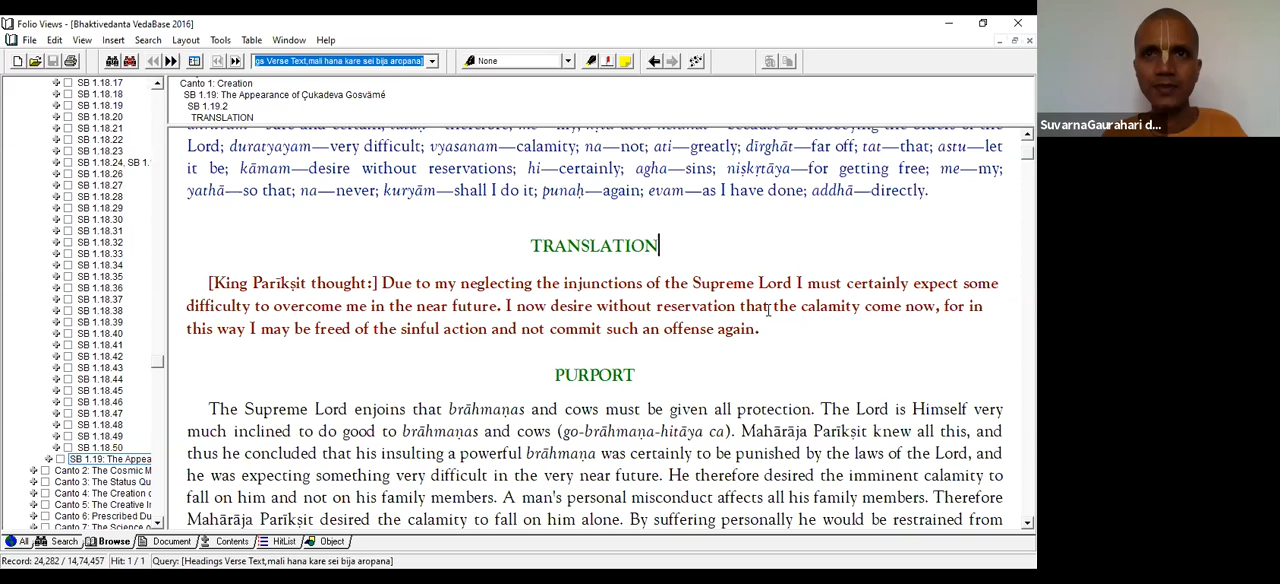 Folio Views - [Bhaktivedanta VedaBase 2016]
File Edit View Insert Search Layout Tools Table Window Help
gs Verse Text,mali hana kare sei bija aropana] None
SB 1.18.17
SB 1.18.18
SB 1.18.19
SB 1.18.20
SB 1.18.21
SB 1.18.22
SB 1.18.23
SB 1.18.24, SB 1.
SB 1.18.26
SB 1.18.27
SB 1.18.28
SB 1.18.29
SB 1.18.30
SB 1.18.31
SB 1.18.32
SB 1.18.33
SB 1.18.34
SB 1.18.35
SB 1.18.36
SB 1.18.37
SB 1.18.38
SB 1.18.39
SB 1.18.40
SB 1.18.41
SB 1.18.42
SB 1.18.43
SB 1.18.44
SB 1.18.45
SB 1.18.46
SB 1.18.47
SB 1.18.48
SB 1.18.49
SB 1.18.50
SB 1.19: The Appea
Canto 2: The Cosmic M
Canto 3: The Status Qu
Canto 4: The Creation o
Canto 5: The Creative I
Canto 6: Prescribed Du
Canto 7: The Science o
Canto 1: Creation
SB 1.19: The Appearance of Çukadeva Gosvämé
SB 1.19.2
TRANSLATION
Lord; duratyayam—very difficult; vyasanam—calamity; na—not; ati—greatly; dīrghāt—far off; tat—that; astu—let
it be; kāmam—desire without reservations; hi—certainly; agha—sins; niṣkṛtāya—for getting free; me—my;
yathā—so that; na—never; kuryām—shall I do it; punaḥ—again; evam—as I have done; addhā—directly.
TRANSLATION
[King Parīkṣit thought:] Due to my neglecting the injunctions of the Supreme Lord I must certainly expect some
difficulty to overcome me in the near future. I now desire without reservation that the calamity come now, for in
this way I may be freed of the sinful action and not commit such an offense again.
PURPORT
The Supreme Lord enjoins that brāhmaṇas and cows must be given all protection. The Lord is Himself very
much inclined to do good to brāhmaṇas and cows (go-brāhmaṇa-hitāya ca). Mahārāja Parīkṣit knew all this, and
thus he concluded that his insulting a powerful brāhmaṇa was certainly to be punished by the laws of the Lord, and
he was expecting something very difficult in the very near future. He therefore desired the imminent calamity to
fall on him and not on his family members. A man's personal misconduct affects all his family members. Therefore
Mahārāja Parīkṣit desired the calamity to fall on him alone. By suffering personally he would be restrained from
All Search Browse Document Contents HitList Object
Record: 24,282 / 14,74,457 Hit: 1 / 1 Query: [Headings Verse Text,mali hana kare sei bija aropana]
SuvarnaGaurahari d...